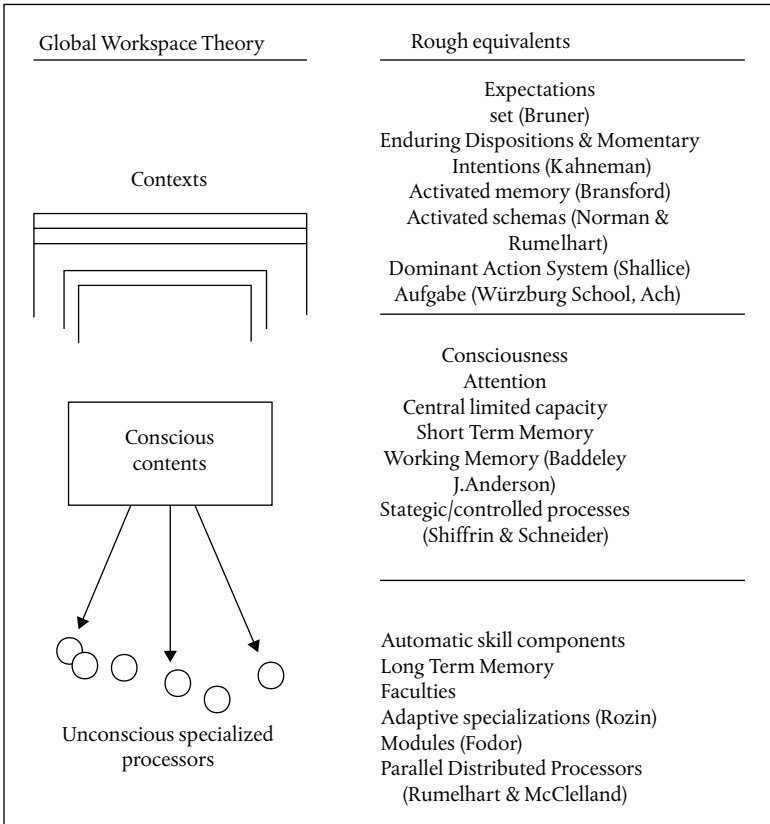 Global Workspace Theory
Rough equivalents
Contexts
Expectations
set (Bruner)
Enduring Dispositions & Momentary
Intentions (Kahneman)
Activated memory (Bransford)
Activated schemas (Norman &
Rumelhart)
Dominant Action System (Shallice)
Aufgabe (Würzburg School, Ach)
Conscious
contents
Consciousness
Attention
Central limited capacity
Short Term Memory
Working Memory (Baddeley
J.Anderson)
Stategic/controlled processes
(Shiffrin & Schneider)
Unconscious specialized
processors
Automatic skill components
Long Term Memory
Faculties
Adaptive specializations (Rozin)
Modules (Fodor)
Parallel Distributed Processors
(Rumelhart & McClelland)